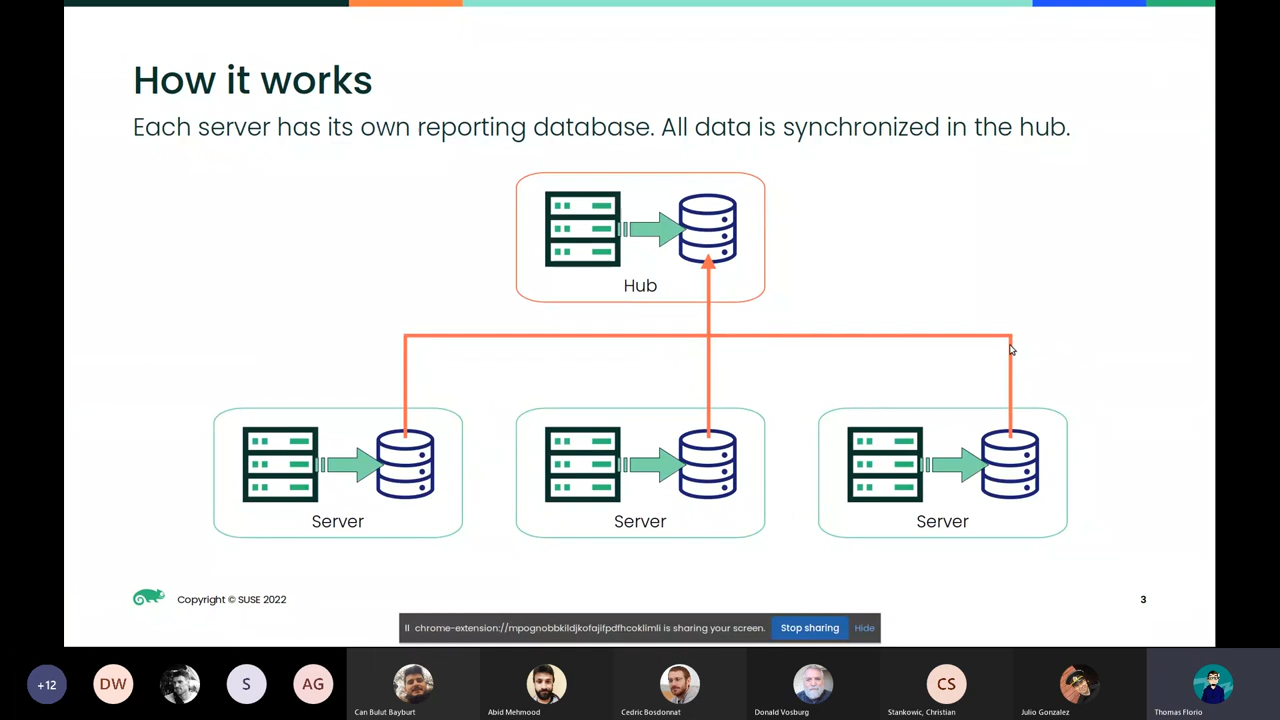 How it works
Each server has its own reporting database. All data is synchronized in the hub.
Hub
Server
Server
Server
Copyright © SUSE 2022
3
chrome-extension://mpognobbkildjkofajifpdfhcoklimli is sharing your screen.
Stop sharing
Hide
+12
DW
S
AG
CS
Can Bulut Bayburt
Abid Mehmood
Cedric Bosdonnat
Donald Vosburg
Stankovic, Christian
Julio Gonzalez
Thomas Florio